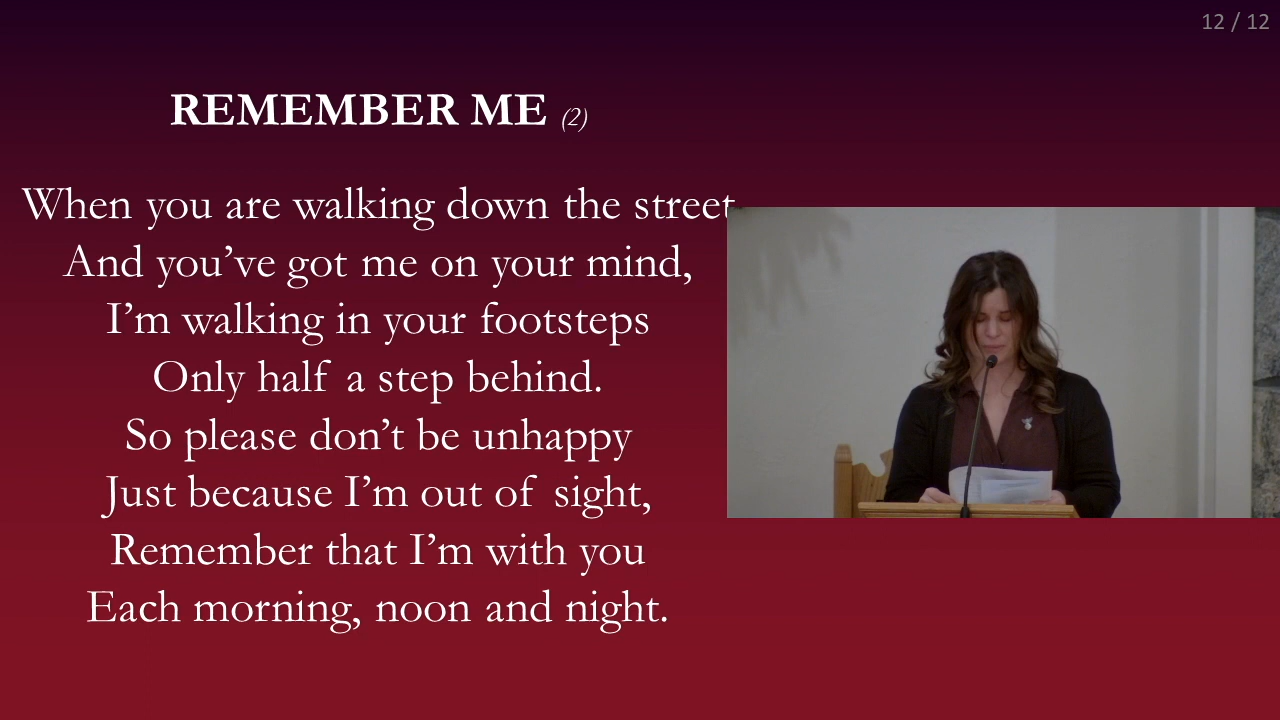 12 / 12
REMEMBER ME (2)
When you are walking down the street
And you’ve got me on your mind,
I’m walking in your footsteps
Only half a step behind.
So please don’t be unhappy
Just because I’m out of sight,
Remember that I’m with you
Each morning, noon and night.